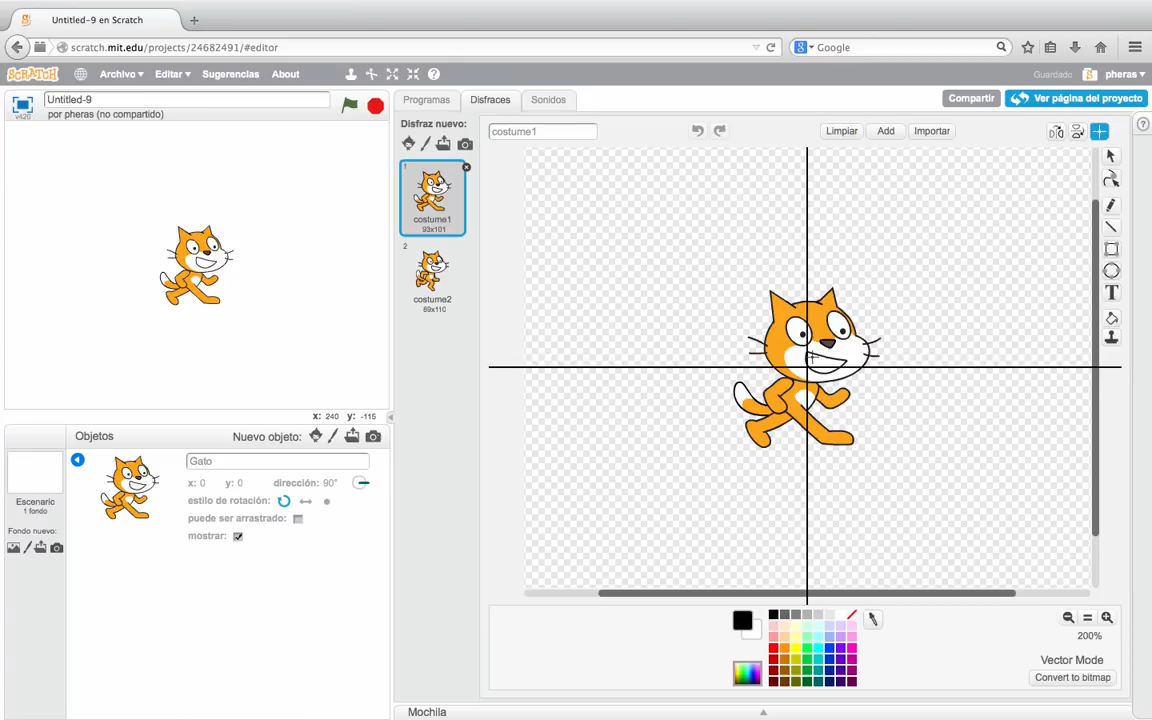 Untitled-9 en Scratch
scratch.mit.edu/projects/24682491/#editor
Google
SCRATCH
Archivo
Editar
Sugerencias
About
Guardado
pheras
v420
Untitled-9
por pheras (no compartido)
Programas
Disfraces
Sonidos
Compartir
Ver página del proyecto
Disfraz nuevo:
costume1
Limpiar
Add
Importar
1
costume1
93x101
2
costume2
89x110
x: 240 y: -115
Objetos
Nuevo objeto:
Gato
x: 0 y: 0 dirección: 90°
estilo de rotación:
puede ser arrastrado:
mostrar:
Escenario
1 fondo
Fondo nuevo:
T
200%
Vector Mode
Convert to bitmap
Mochila